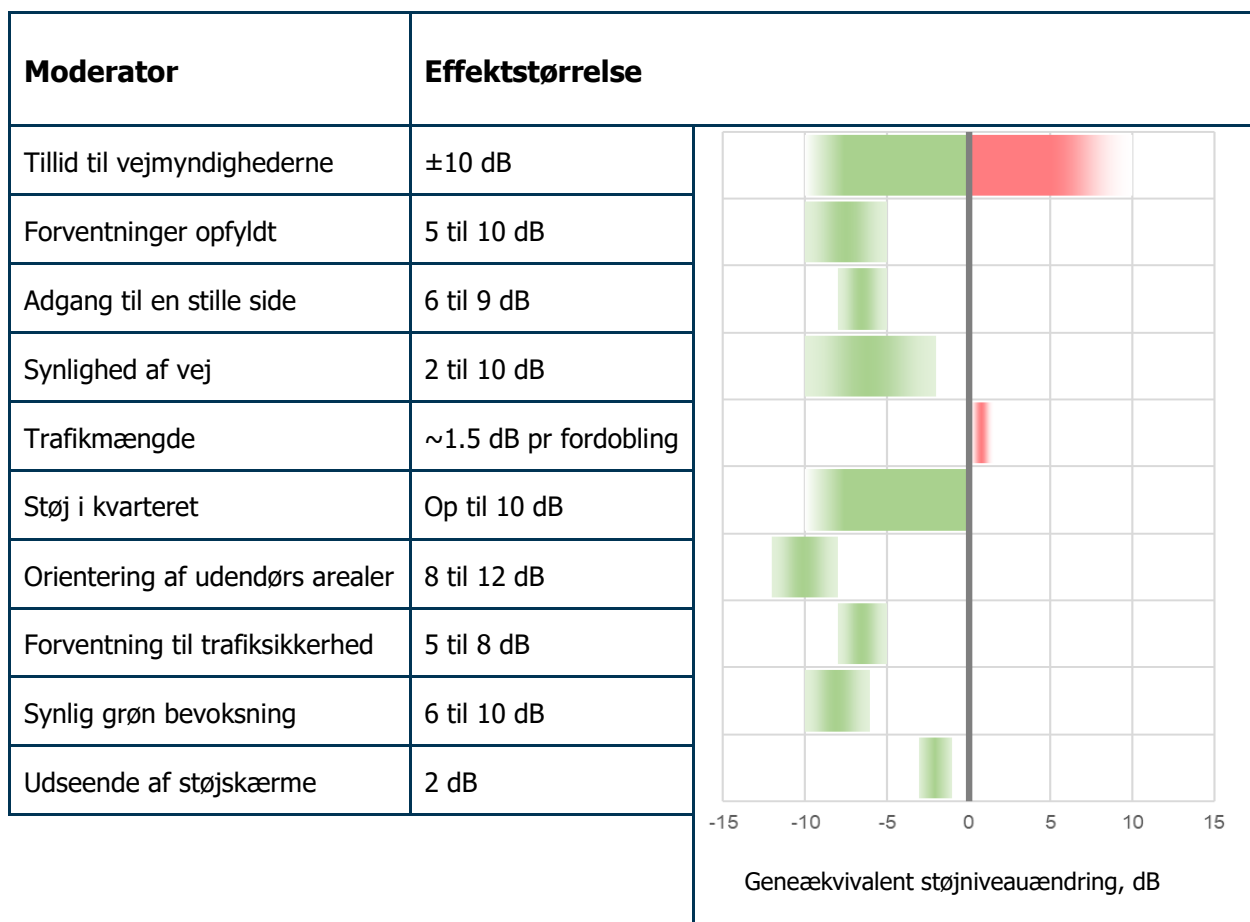 Moderator Effektstørrelse
Tillid til vejmyndighederne ±10 dB
Forventninger opfyldt 5 til 10 dB
Adgang til en stille side 6 til 9 dB
Synlighed af vej 2 til 10 dB
Trafikmængde ~1.5 dB pr fordobling
Støj i kvarteret Op til 10 dB
Orientering af udendørs arealer 8 til 12 dB
Forventning til trafiksikkerhed 5 til 8 dB
Synlig grøn bevoksning 6 til 10 dB
Udseende af støjskærme 2 dB
-15 -10 -5 0 5 10 15
Geneækvivalent støjniveauændring, dB